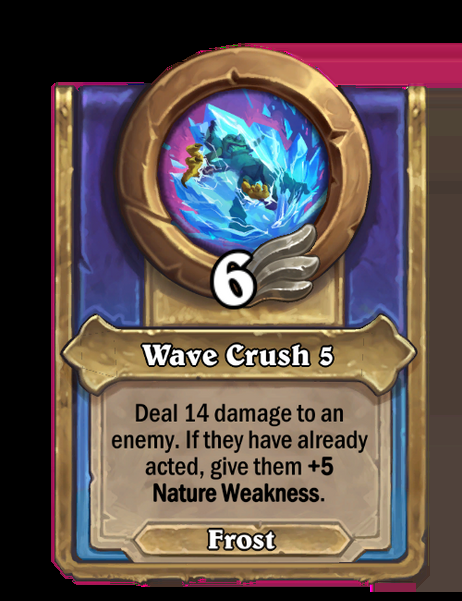 6
Wave Crush 5
Deal 14 damage to an
enemy. If they have already
acted, give them +5
Nature Weakness.
Frost